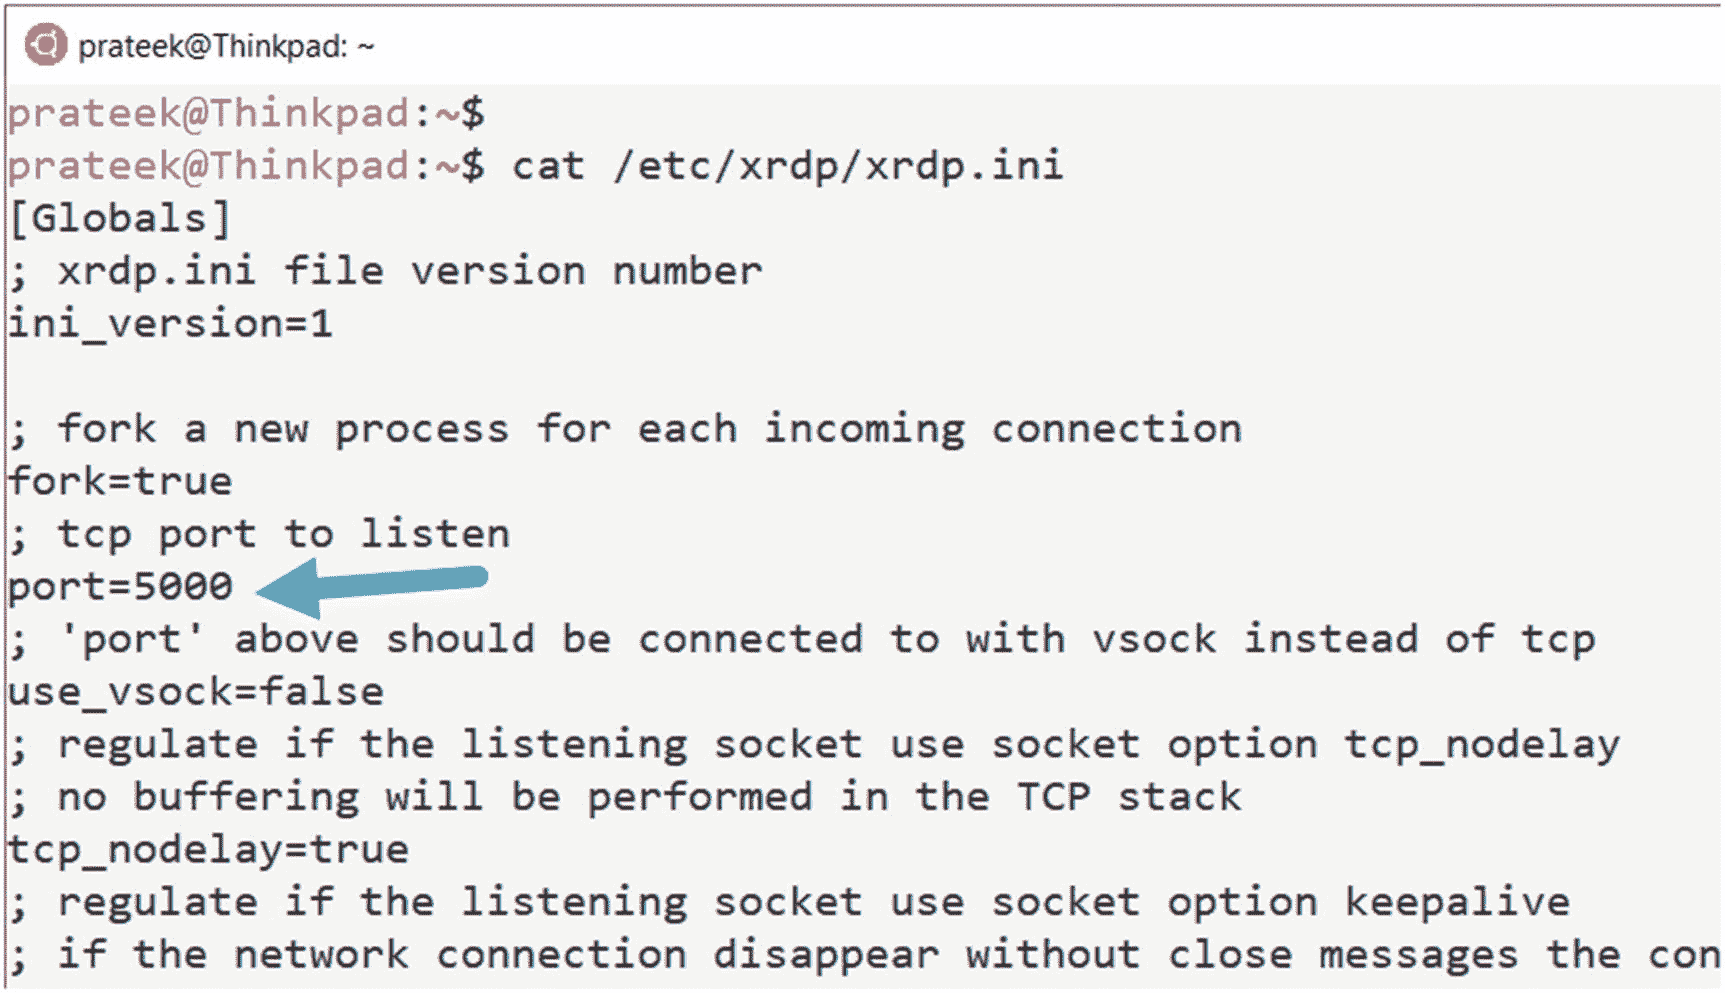 prateek@Thinkpad: ~
prateek@Thinkpad:~$
prateek@Thinkpad:~$ cat /etc/xrdp/xrdp.ini
[Globals]
; xrdp.ini file version number
ini_version=1
; fork a new process for each incoming connection
fork=true
; tcp port to listen
port=5000
; 'port' above should be connected to with vsock instead of tcp
use_vsock=false
; regulate if the listening socket use socket option tcp_nodelay
; no buffering will be performed in the TCP stack
tcp_nodelay=true
; regulate if the listening socket use socket option keepalive
; if the network connection disappear without close messages the con